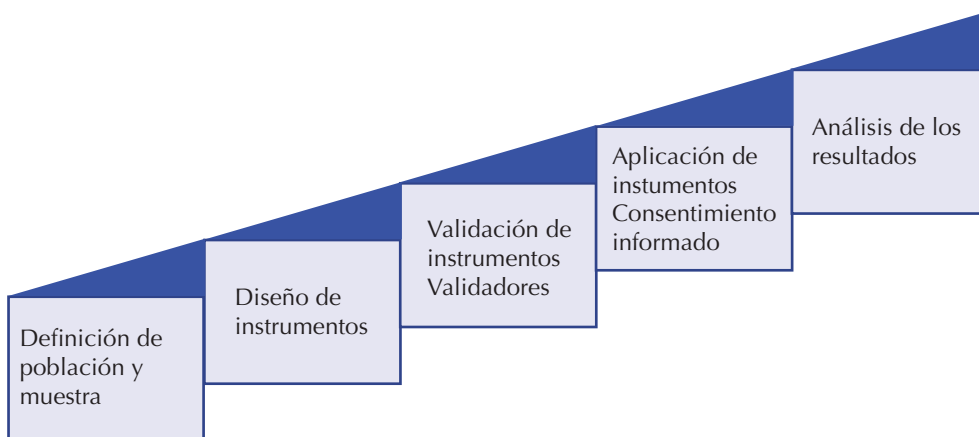 Definición de
población y
muestra
Diseño de
instrumentos
Validación de
instrumentos
Validadores
Aplicación de
instumentos
Consentimiento
informado
Análisis de los
resultados